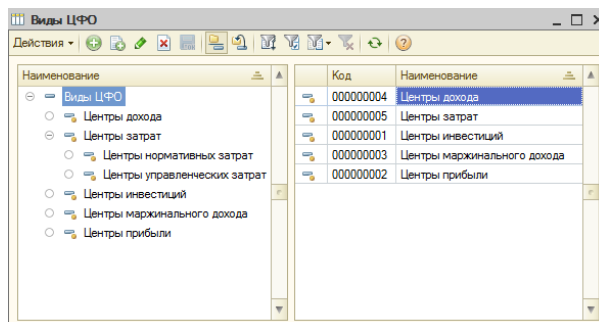 Виды ЦФО
Действия
Наименование
Виды ЦФО
Центры дохода
Центры затрат
Центры нормативных затрат
Центры управленческих затрат
Центры инвестиций
Центры маржинального дохода
Центры прибыли
Код Наименование
000000004 Центры дохода
000000005 Центры затрат
000000001 Центры инвестиций
000000003 Центры маржинального дохода
000000002 Центры прибыли